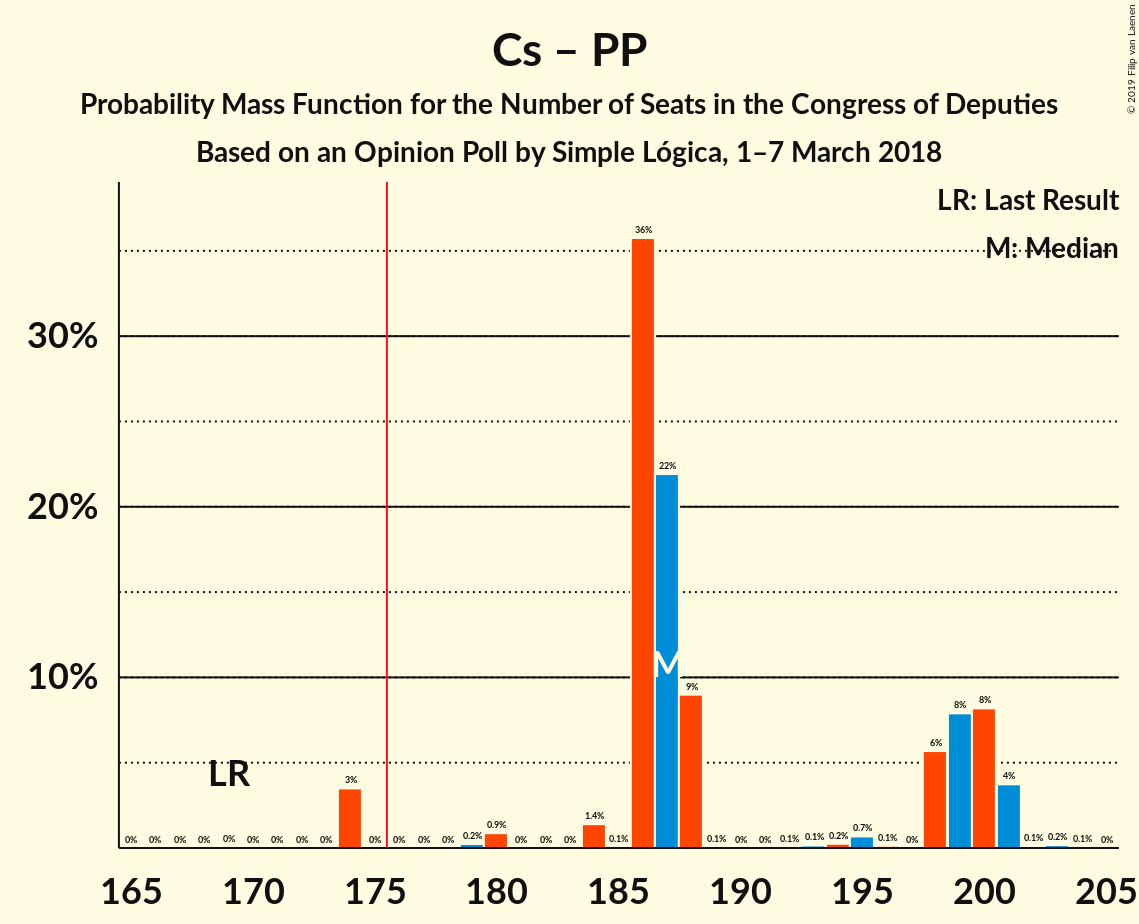 Cs – PP
Probability Mass Function for the Number of Seats in the Congress of Deputies
Based on an Opinion Poll by Simple Lógica, 1–7 March 2018
© 2019 Filip van Laenen
LR: Last Result
M: Median
30%
20%
10%
LR
M
0% 0% 0% 0% 0% 0% 0% 0% 0% 3% 0% 0% 0% 0% 0.2% 0.9% 0% 0% 0% 1.4% 0.1% 36% 22% 9% 0.1% 0% 0% 0.1% 0.1% 0.2% 0.7% 0.1% 0% 6% 8% 8% 4% 0.1% 0.2% 0.1% 0%
165 170 175 180 185 190 195 200 205